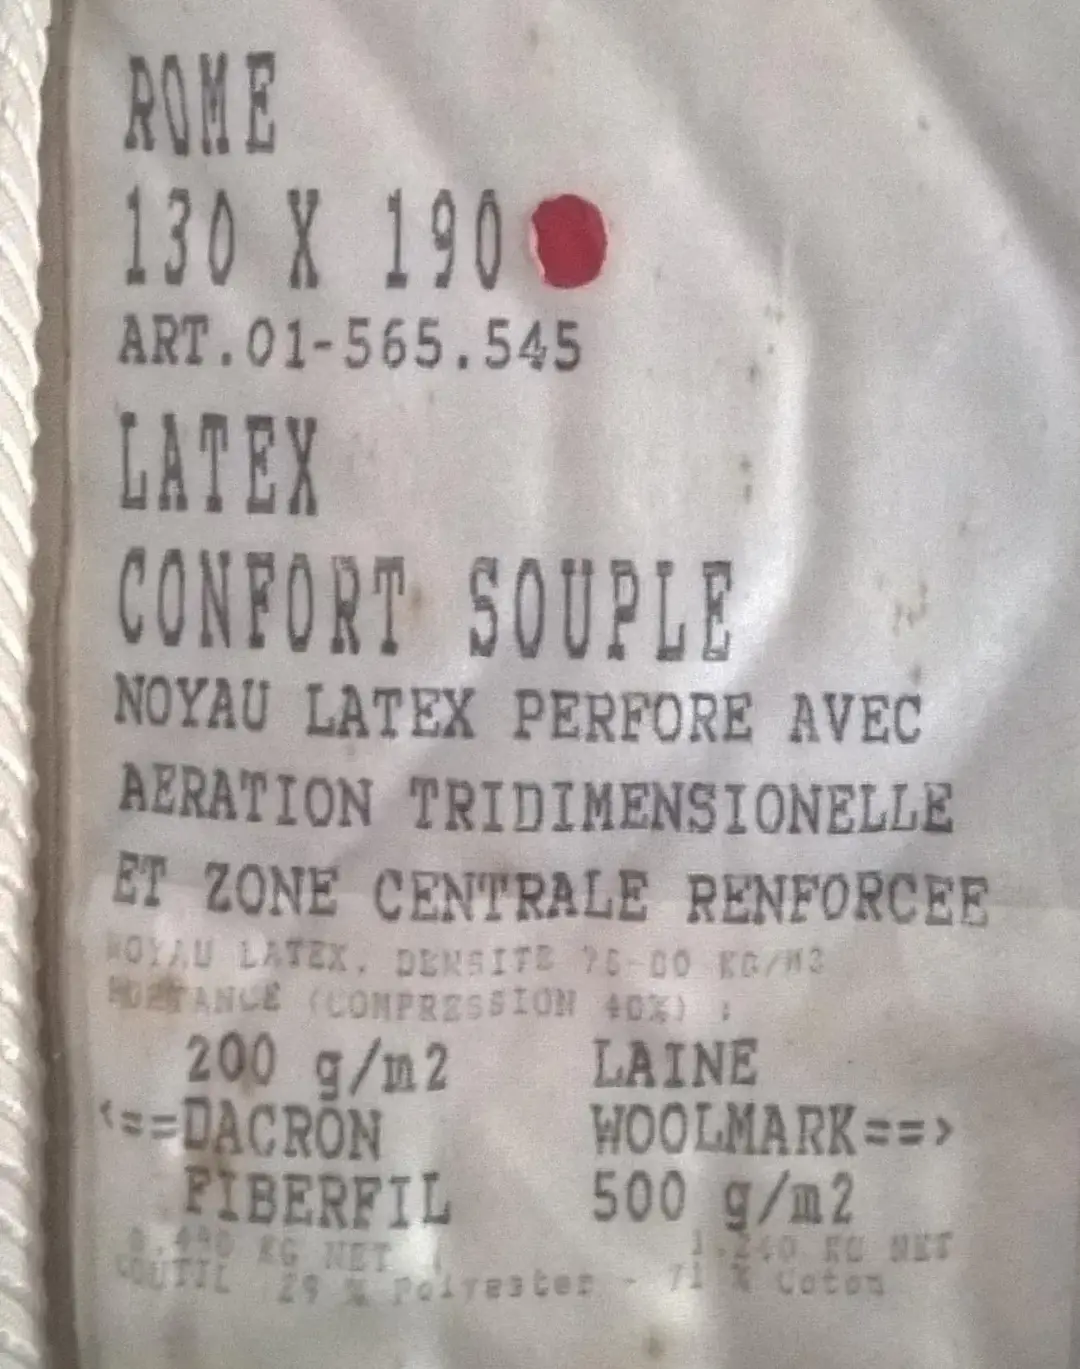 ROME
130 X 190
ART.01-565.545
LATEX
CONFORT SOUPLE
NOYAU LATEX PERFORE AVEC
AERATION TRIDIMENSIONELLE
ET ZONE CENTRALE RENFORCEE
NOYAU LATEX, DENSITE KG/M3
(COMPRESSION 40%) :
200 g/m2 LAINE
<==DACRON WOOLMARK==>
FIBERFIL 500 g/m2
KG NET KG NET
COUTIL 29 % Polyester - 71 % Coton